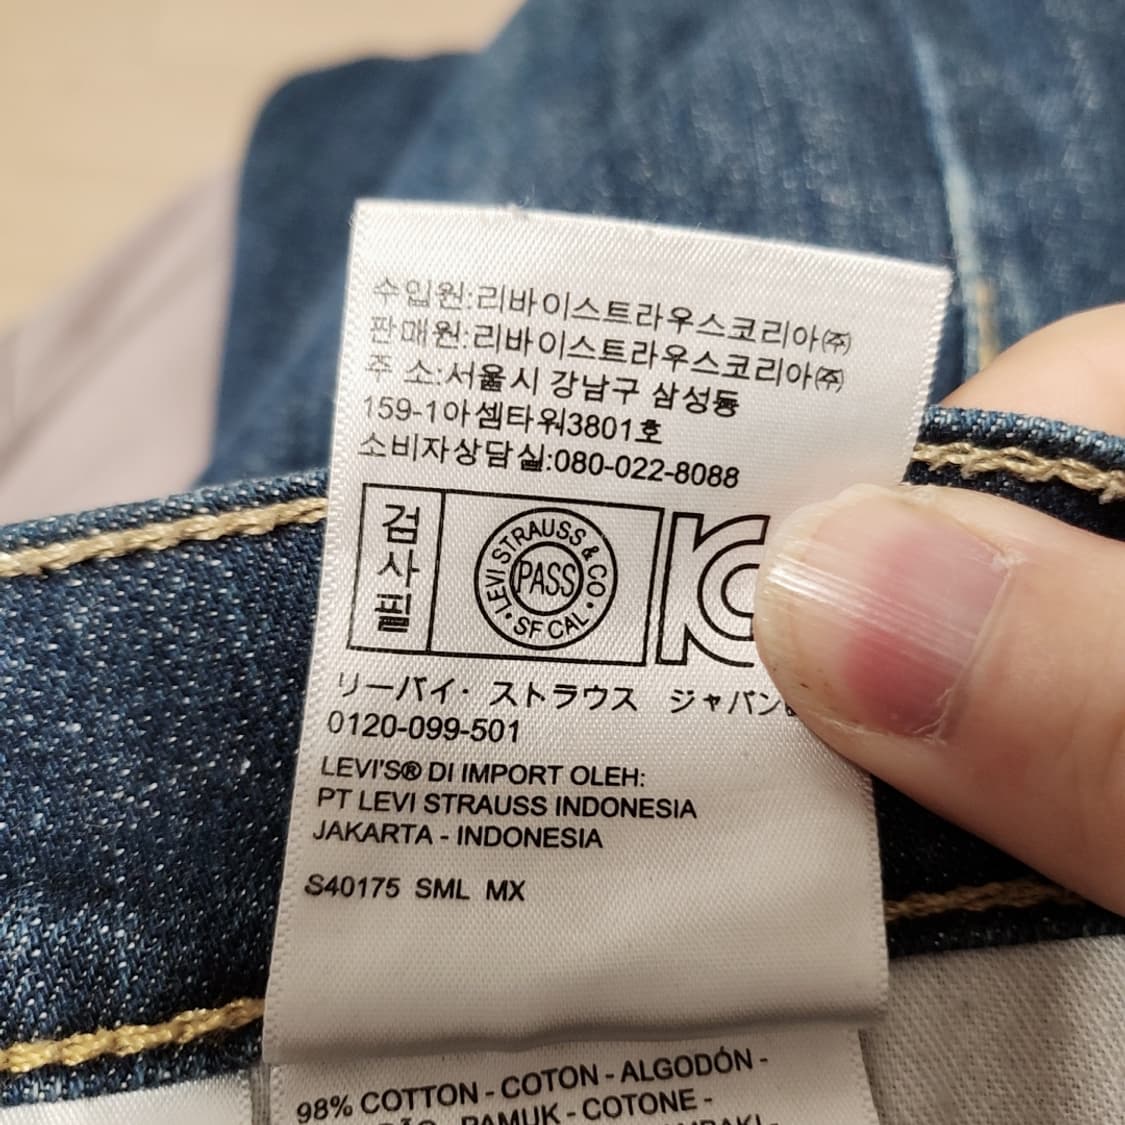 수입원:리바이스트라우스코리아㈜
판매원:리바이스트라우스코리아㈜
주 소:서울시 강남구 삼성동
159-1아셈타워3801호
소비자상담실:080-022-8088
검사필
LEVI STRAUSS & CO
PASS
SF CAL
KC
リーバイ・ストラウス ジャパン
0120-099-501
LEVI'S® DI IMPORT OLEH:
PT LEVI STRAUSS INDONESIA
JAKARTA - INDONESIA
S40175 SML MX
98% COTTON - COTON - ALGODÓN -
PAMUK - COTONE -